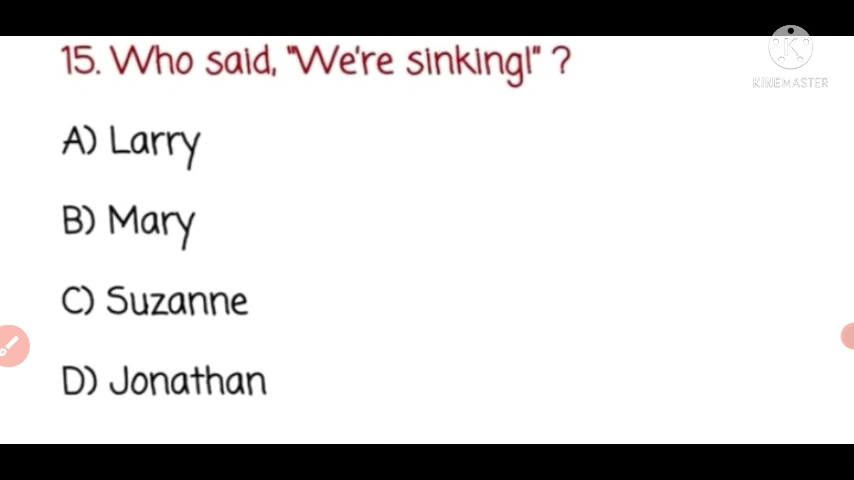 15. Who said, "We're sinking!" ?
KINEMASTER
A) Larry
B) Mary
C) Suzanne
D) Jonathan